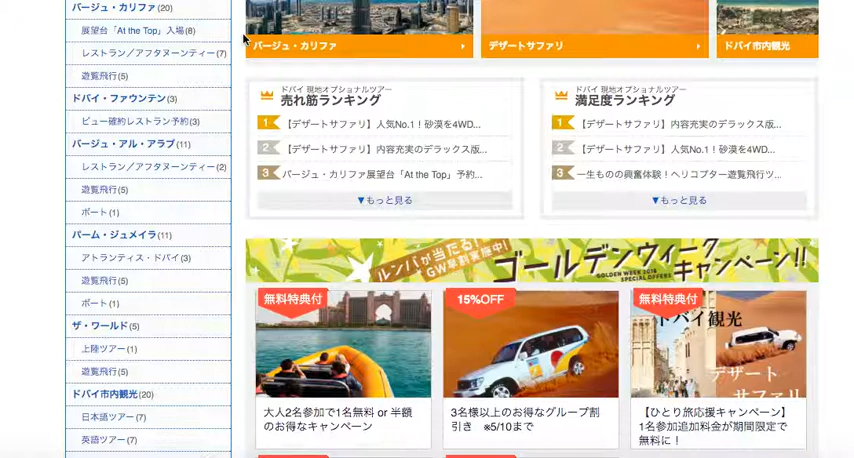 バージュ・カリファ(20)
展望台「At the Top」入場(8)
レストラン／アフタヌーンティー(7)
遊覧飛行(5)
ドバイ・ファウンテン(3)
ビュー確約レストラン予約(3)
バージュ・アル・アラブ(11)
レストラン／アフタヌーンティー(2)
遊覧飛行(5)
ボート(1)
パーム・ジュメイラ(11)
アトランティス・ドバイ(3)
遊覧飛行(5)
ボート(1)
ザ・ワールド(5)
上陸ツアー(1)
遊覧飛行(5)
ドバイ市内観光(20)
日本語ツアー(7)
英語ツアー(7)
バージュ・カリファ
デザートサファリ
ドバイ市内観光
ドバイ 現地オプショナルツアー
売れ筋ランキング
1 【デザートサファリ】人気No.1！砂漠を4WD...
2 【デザートサファリ】内容充実のデラックス版...
3 バージュ・カリファ展望台「At the Top」予約...
▼もっと見る
ドバイ 現地オプショナルツアー
満足度ランキング
1 【デザートサファリ】内容充実のデラックス版...
2 【デザートサファリ】人気No.1！砂漠を4WD...
3 一生ものの興奮体験！ヘリコプター遊覧飛行ツ...
▼もっと見る
ルンバが当たる！
GW早割実施中！
ゴールデンウィーク
GOLDEN WEEK 2018
SPECIAL OFFERS
キャンペーン!!
無料特典付
大人2名参加で1名無料 or 半額
のお得なキャンペーン
15%OFF
3名様以上のお得なグループ割
引き ※5/10まで
無料特典付
ドバイ観光
デザート
サファリ
【ひとり旅応援キャンペーン】
1名参加追加料金が期間限定で
無料に！